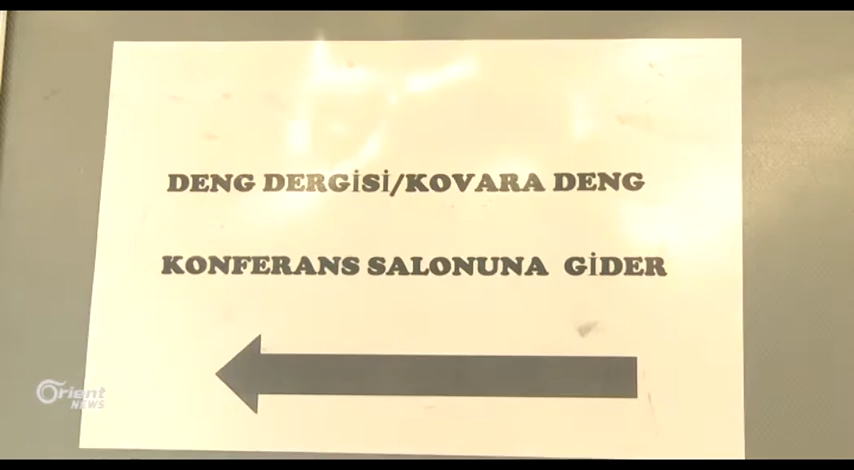 DENG DERGİSİ/KOVARA DENG
KONFERANS SALONUNA GİDER
Orient
NEWS